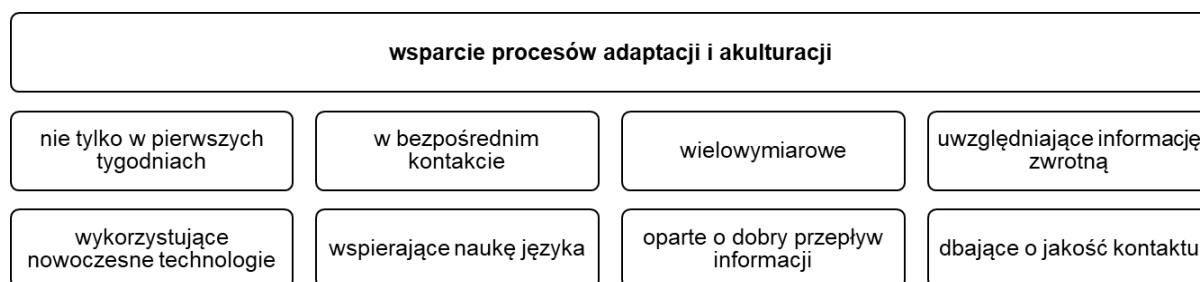 wsparcie procesów adaptacji i akulturacji
nie tylko w pierwszych
tygodniach
w bezpośrednim
kontakcie
wielowymiarowe
uwzględniające informację
zwrotną
wykorzystujące
nowoczesne technologie
wspierające naukę języka
oparte o dobry przepływ
informacji
dbające o jakość kontaktu